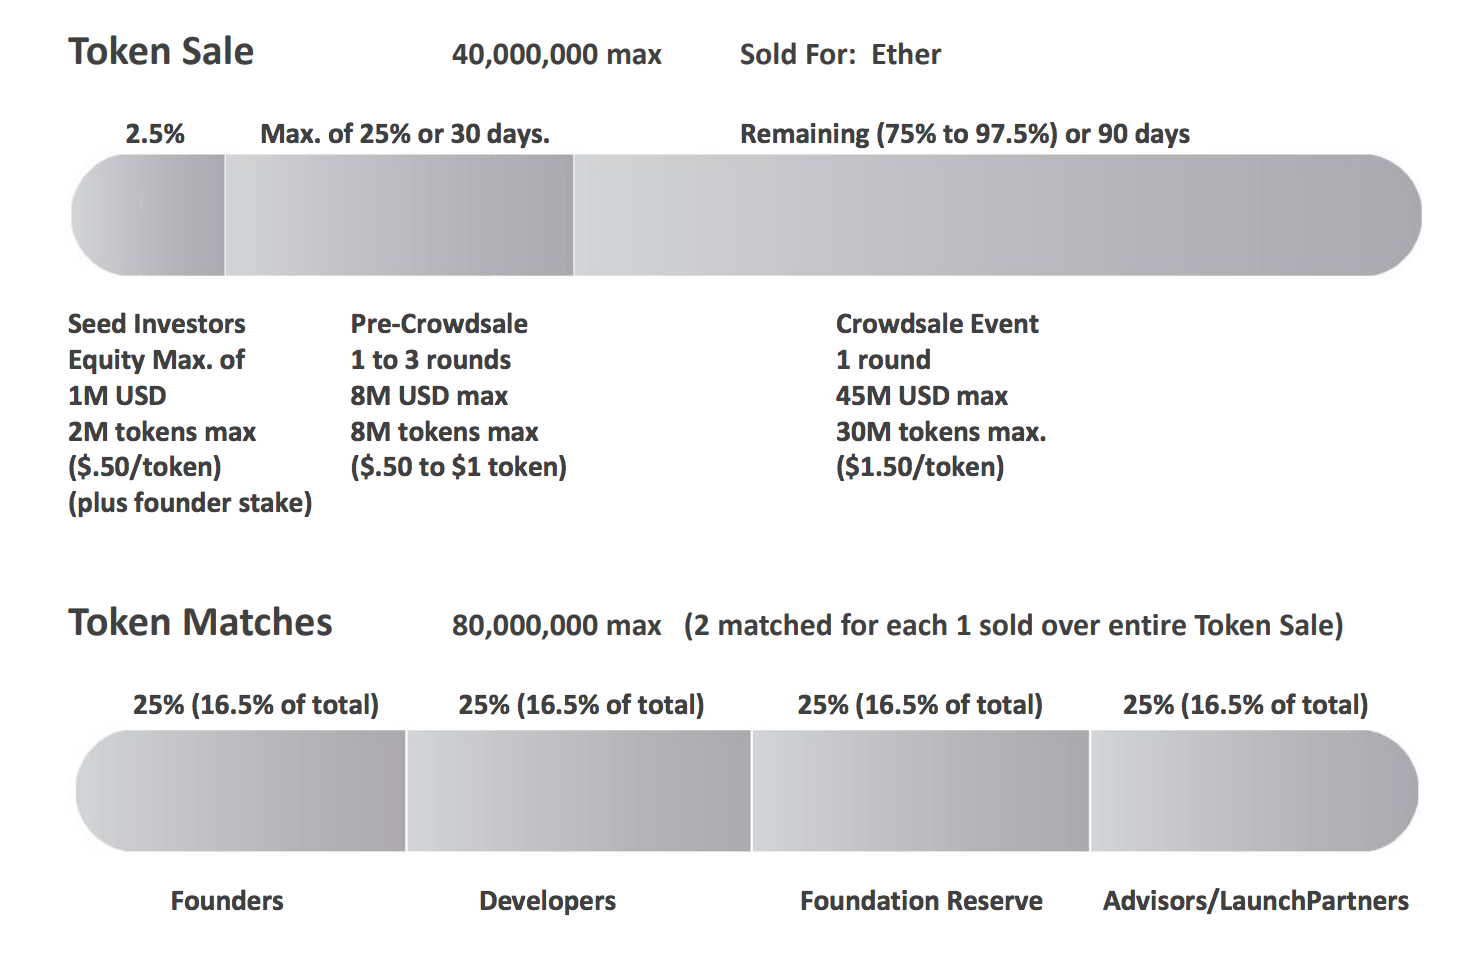 Token Sale 40,000,000 max Sold For: Ether
2.5% Max. of 25% or 30 days. Remaining (75% to 97.5%) or 90 days
Seed Investors
Equity Max. of
1M USD
2M tokens max
($.50/token)
(plus founder stake)
Pre-Crowdsale
1 to 3 rounds
8M USD max
8M tokens max
($.50 to $1 token)
Crowdsale Event
1 round
45M USD max
30M tokens max.
($1.50/token)
Token Matches 80,000,000 max (2 matched for each 1 sold over entire Token Sale)
25% (16.5% of total) 25% (16.5% of total) 25% (16.5% of total) 25% (16.5% of total)
Founders Developers Foundation Reserve Advisors/LaunchPartners